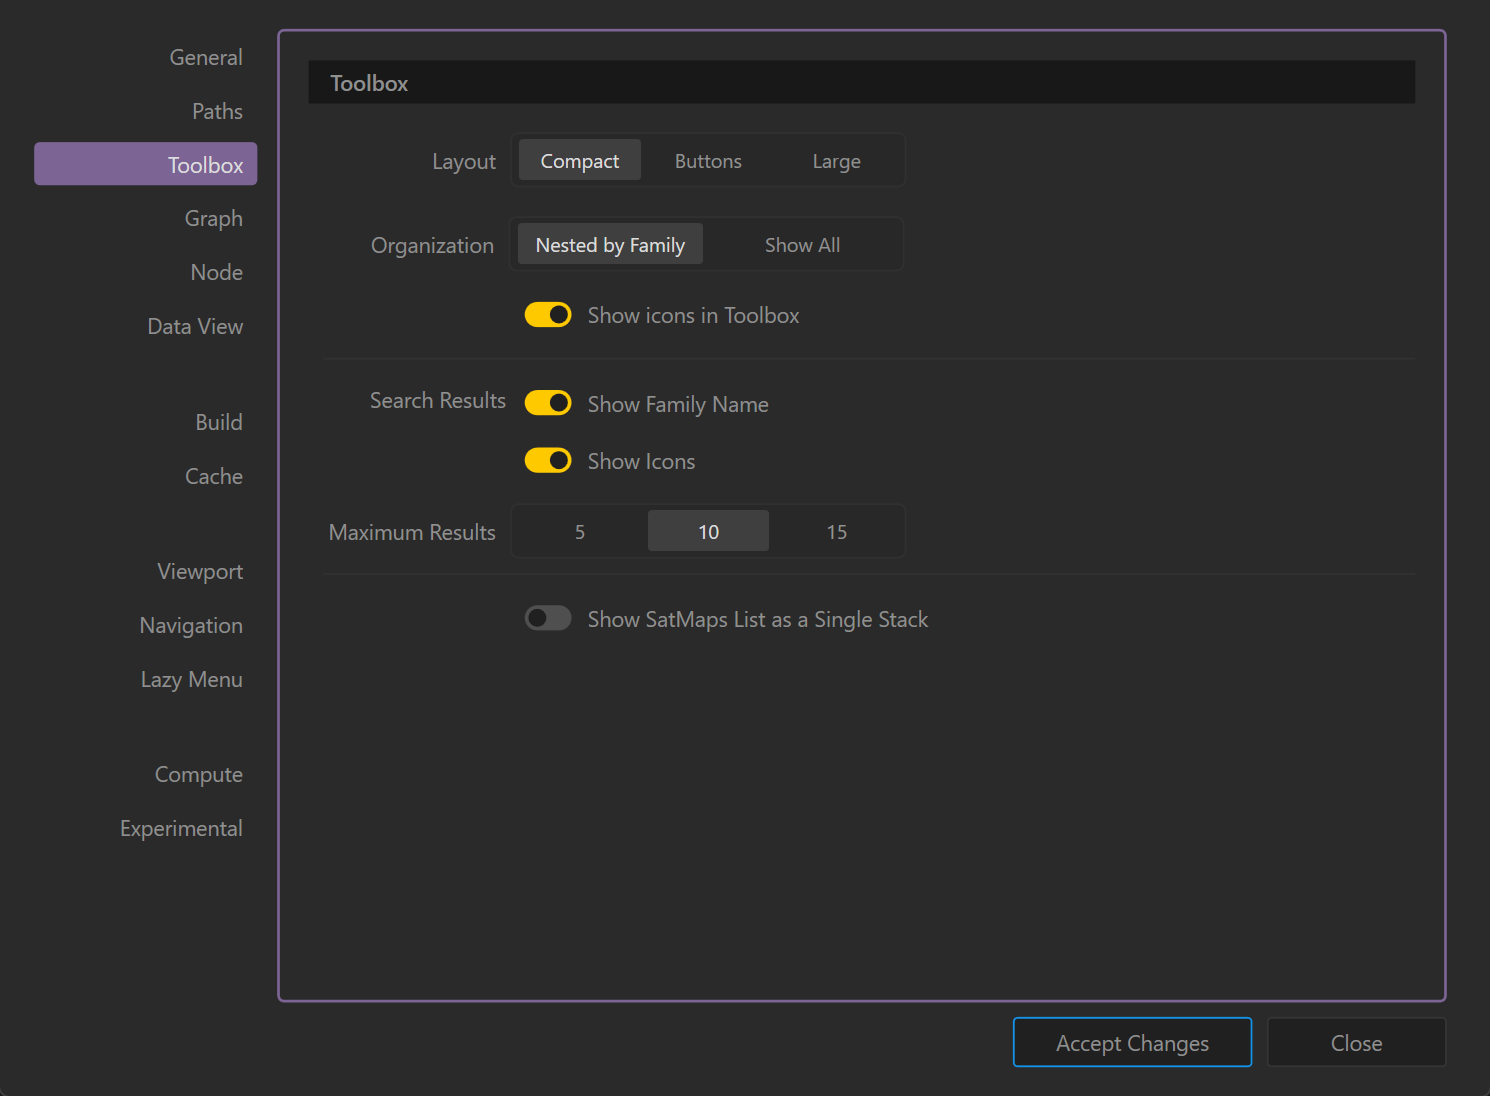 General
Paths
Toolbox
Graph
Node
Data View
Build
Cache
Viewport
Navigation
Lazy Menu
Compute
Experimental
Toolbox
Layout Compact Buttons Large
Organization Nested by Family Show All
Show icons in Toolbox
Search Results Show Family Name
Show Icons
Maximum Results 5 10 15
Show SatMaps List as a Single Stack
Accept Changes Close